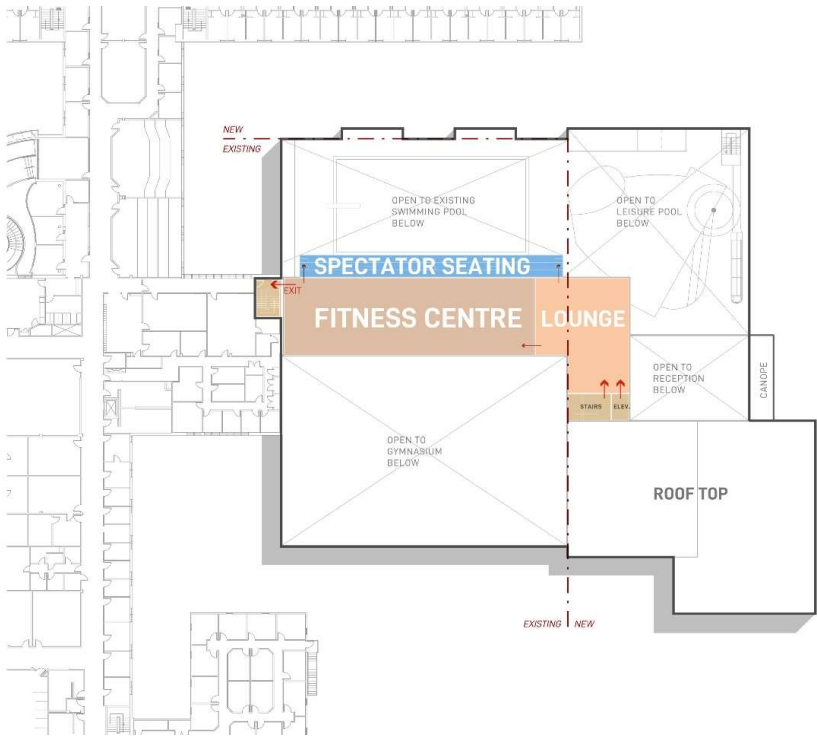 NEW
EXISTING
OPEN TO EXISTING
SWIMMING POOL
BELOW
OPEN TO
LEISURE POOL
BELOW
SPECTATOR SEATING
EXIT
FITNESS CENTRE
LOUNGE
OPEN TO
RECEPTION
BELOW
CANOPE
STAIRS
ELEV.
OPEN TO
GYMNASIUM
BELOW
ROOF TOP
EXISTING
NEW